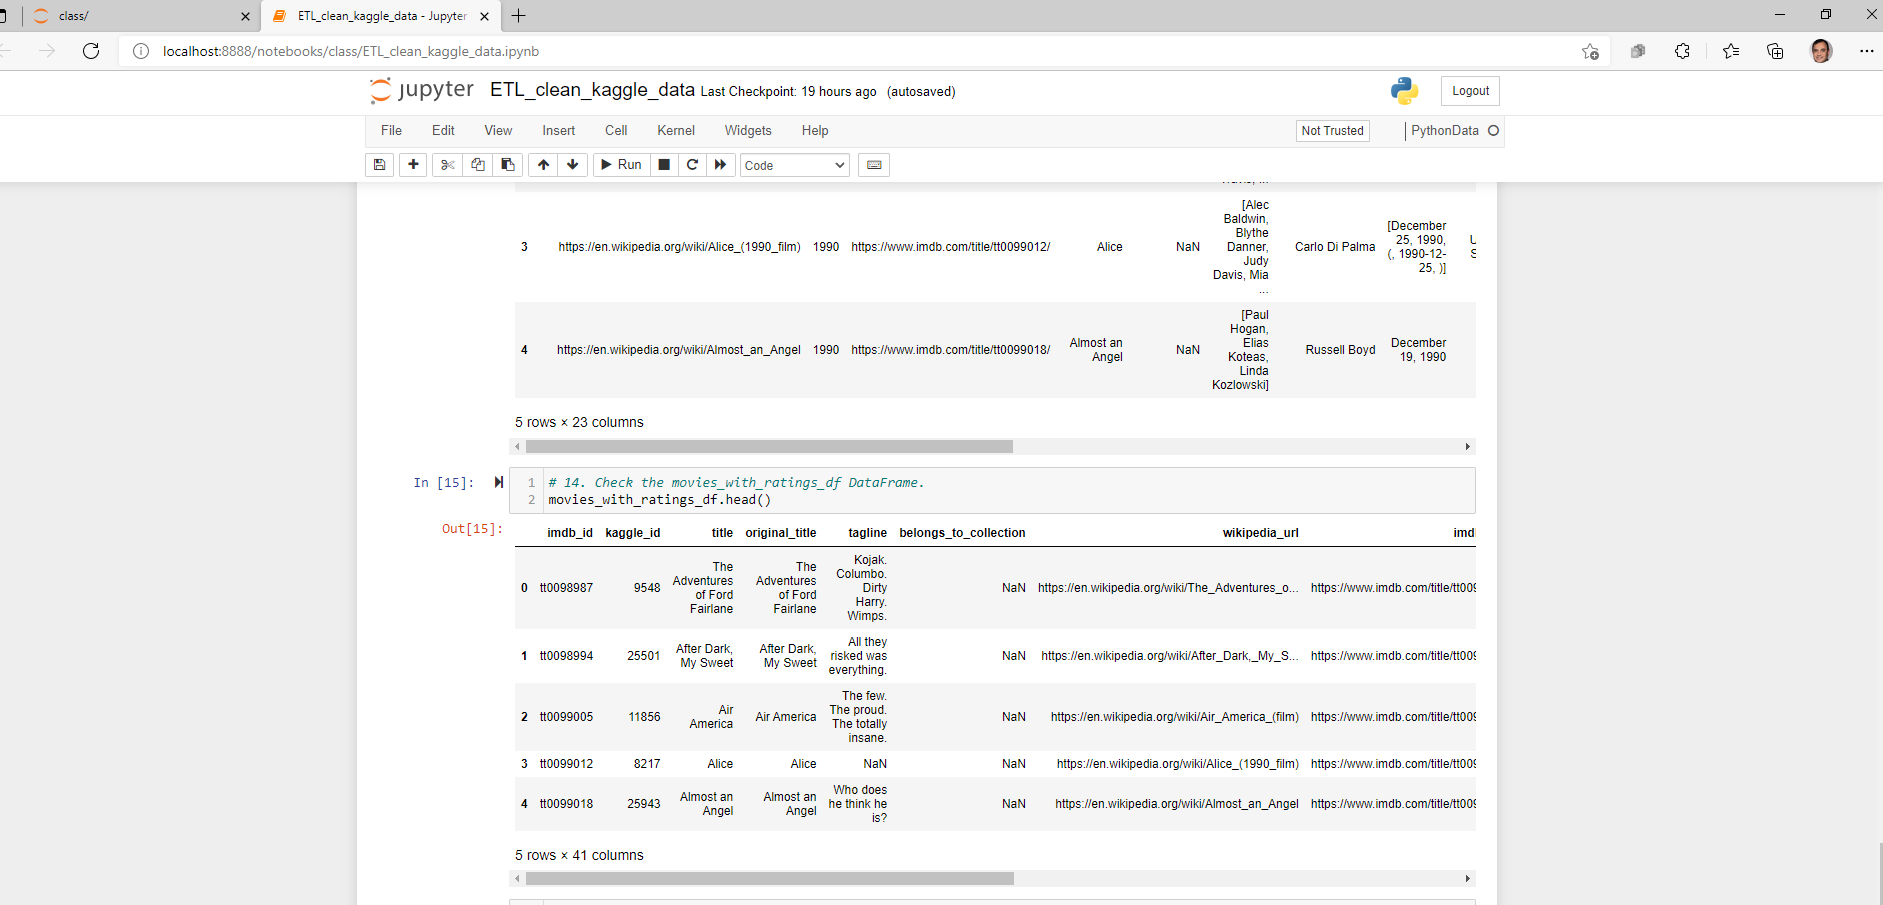 class/
ETL_clean_kaggle_data - Jupyter
localhost:8888/notebooks/class/ETL_clean_kaggle_data.ipynb
jupyter ETL_clean_kaggle_data Last Checkpoint: 19 hours ago (autosaved)
Logout
File Edit View Insert Cell Kernel Widgets Help
Not Trusted
PythonData
Run
Code
[Alec
Baldwin,
Blythe
Danner,
Judy
Davis, Mia
...
3 https://en.wikipedia.org/wiki/Alice_(1990_film) 1990 https://www.imdb.com/title/tt0099012/ Alice NaN Carlo Di Palma
[December
25, 1990,
(, 1990-12-
25, )]
U
S
[Paul
Hogan,
Elias
Koteas,
Linda
Kozlowski]
4 https://en.wikipedia.org/wiki/Almost_an_Angel 1990 https://www.imdb.com/title/tt0099018/
Almost an
Angel
NaN Russell Boyd
December
19, 1990
5 rows × 23 columns
In [15]:
1 # 14. Check the movies_with_ratings_df DataFrame.
2 movies_with_ratings_df.head()
Out[15]:
imdb_id kaggle_id title original_title tagline belongs_to_collection wikipedia_url imd
0 tt0098987 9548
The
Adventures
of Ford
Fairlane
The
Adventures
of Ford
Fairlane
Kojak.
Columbo.
Dirty
Harry.
Wimps.
NaN https://en.wikipedia.org/wiki/The_Adventures_o... https://www.imdb.com/title/tt009
1 tt0098994 25501
After Dark,
My Sweet
After Dark,
My Sweet
All they
risked was
everything.
NaN https://en.wikipedia.org/wiki/After_Dark,_My_S... https://www.imdb.com/title/tt009
2 tt0099005 11856
Air
America
Air America
The few.
The proud.
The totally
insane.
NaN https://en.wikipedia.org/wiki/Air_America_(film) https://www.imdb.com/title/tt009
3 tt0099012 8217 Alice Alice NaN NaN https://en.wikipedia.org/wiki/Alice_(1990_film) https://www.imdb.com/title/tt009
4 tt0099018 25943
Almost an
Angel
Almost an
Angel
Who does
he think he
is?
NaN https://en.wikipedia.org/wiki/Almost_an_Angel https://www.imdb.com/title/tt009
5 rows × 41 columns